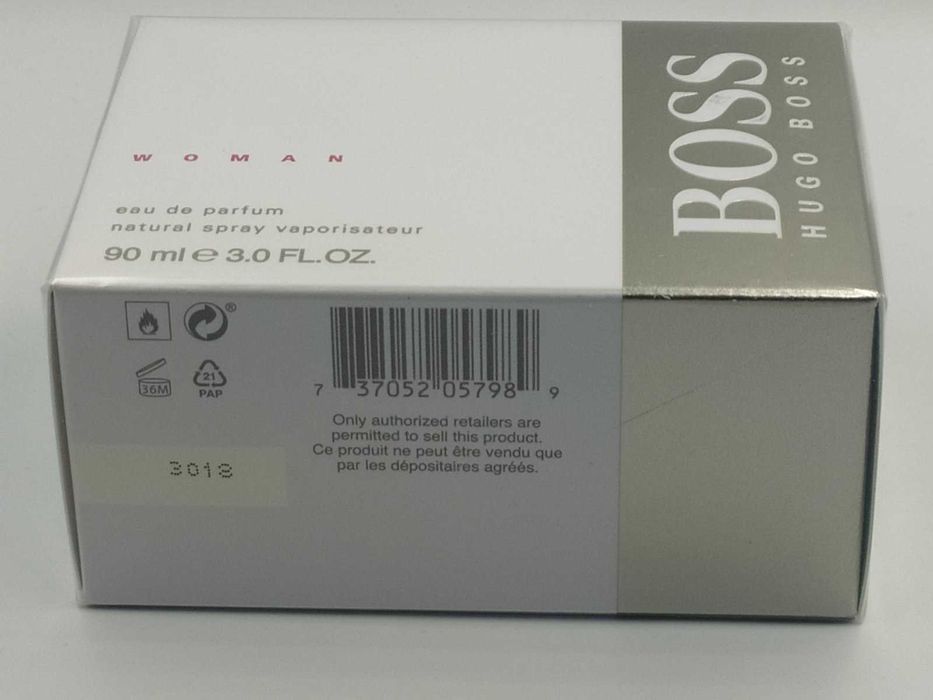 WOMAN
eau de parfum
natural spray vaporisateur
90 ml e 3.0 FL.OZ.
BOSS
HUGO BOSS
®
36M
21
PAP
7 37052 05798 9
Only authorized retailers are
permitted to sell this product.
Ce produit ne peut être vendu que
par les dépositaires agréés.
3018